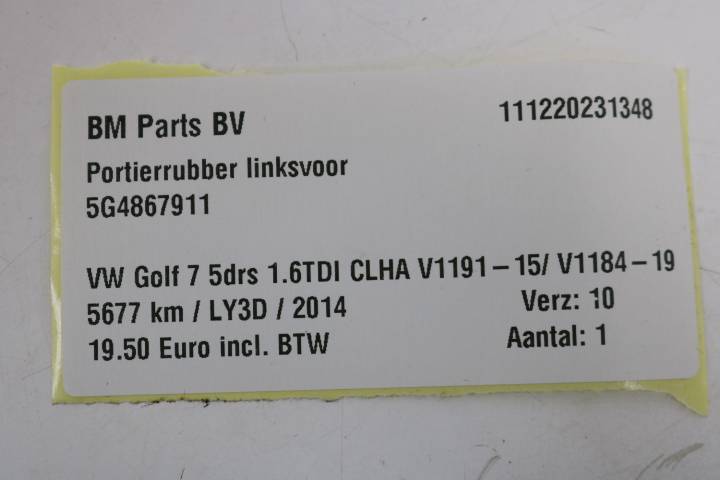 BM Parts BV 111220231348
Portierrubber linksvoor
5G4867911
VW Golf 7 5drs 1.6TDI CLHA V1191-15/ V1184-19
5677 km / LY3D / 2014 Verz: 10
19.50 Euro incl. BTW Aantal: 1